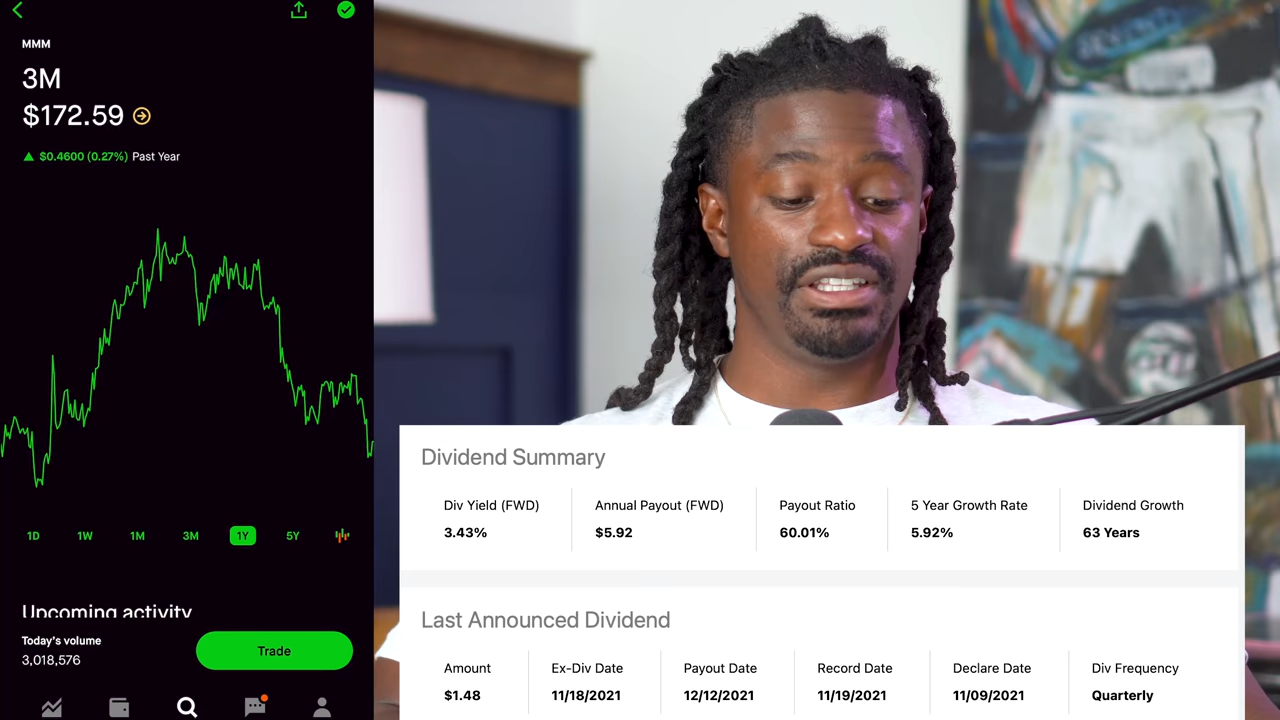 MMM
3M
$172.59
$0.4600 (0.27%) Past Year
1D 1W 1M 3M 1Y 5Y
Upcoming activity
Today's volume
3,018,576
Trade
Dividend Summary
Div Yield (FWD) Annual Payout (FWD) Payout Ratio 5 Year Growth Rate Dividend Growth
3.43% $5.92 60.01% 5.92% 63 Years
Last Announced Dividend
Amount Ex-Div Date Payout Date Record Date Declare Date Div Frequency
$1.48 11/18/2021 12/12/2021 11/19/2021 11/09/2021 Quarterly